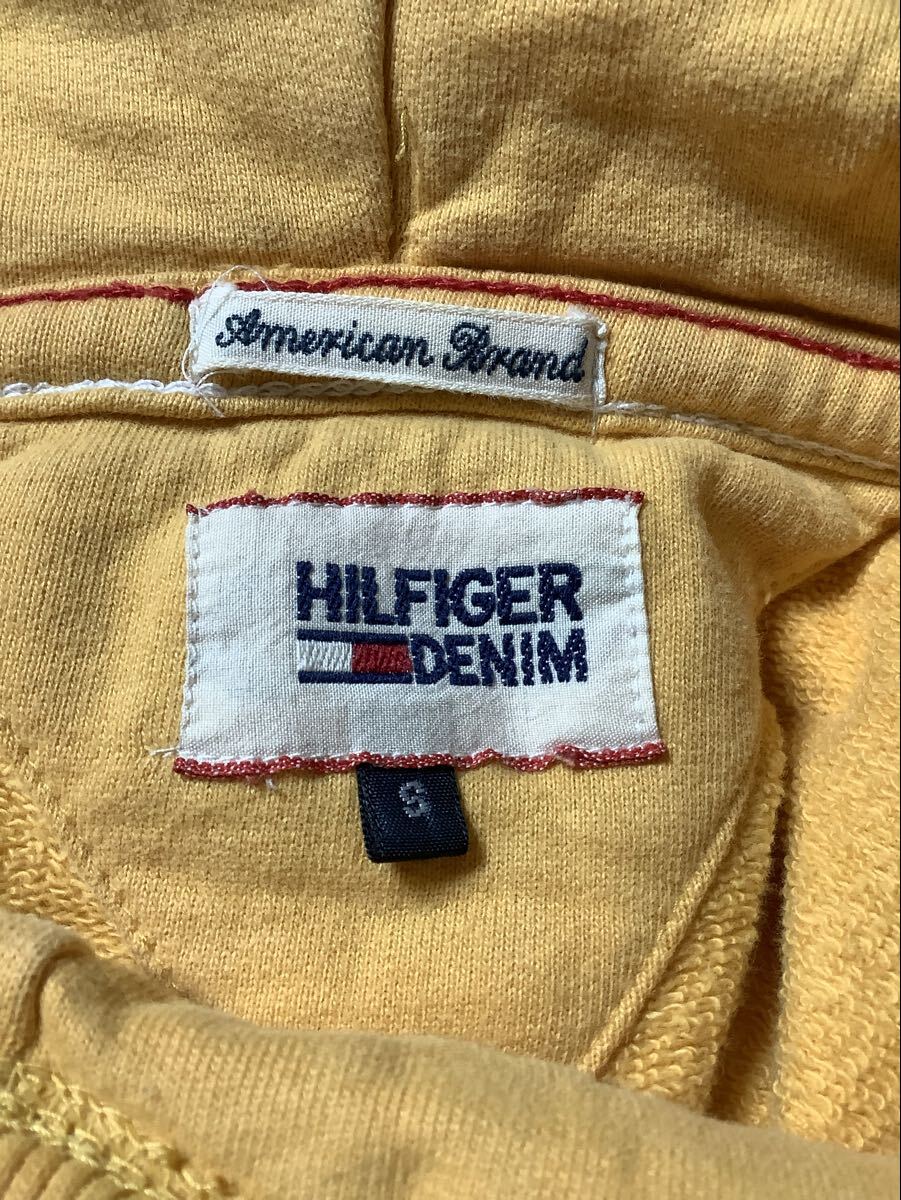 American Brand
HILFIGER
DENIM
S